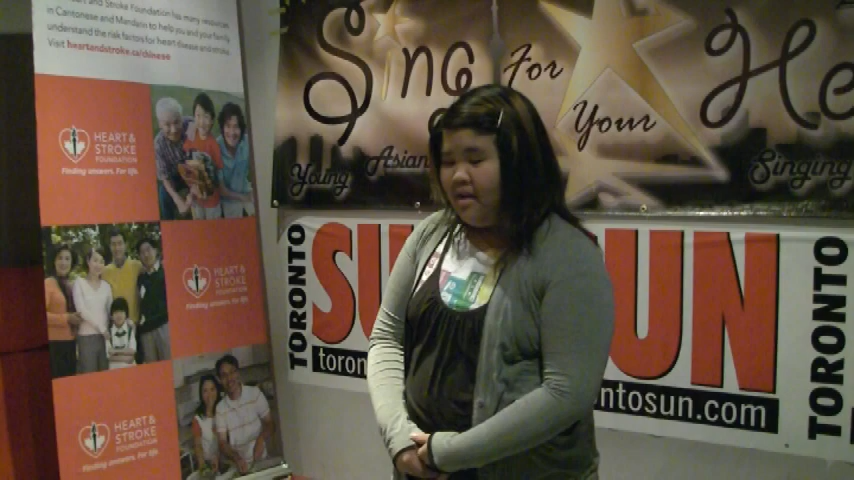 and Stroke Foundation has many resources
in Cantonese and Mandarin to help you and your family
understand the risk factors for heart disease and stroke.
Visit heartandstroke.ca/chinese
HEART &
STROKE
FOUNDATION
Finding answers. For life.
HEART &
STROKE
FOUNDATION
Finding answers. For life.
HEART &
STROKE
FOUNDATION
Finding answers. For life.
Sing For Your He
Young Asian Singing
TORONTO
SU UN
TORONTO
toron ntosun.com